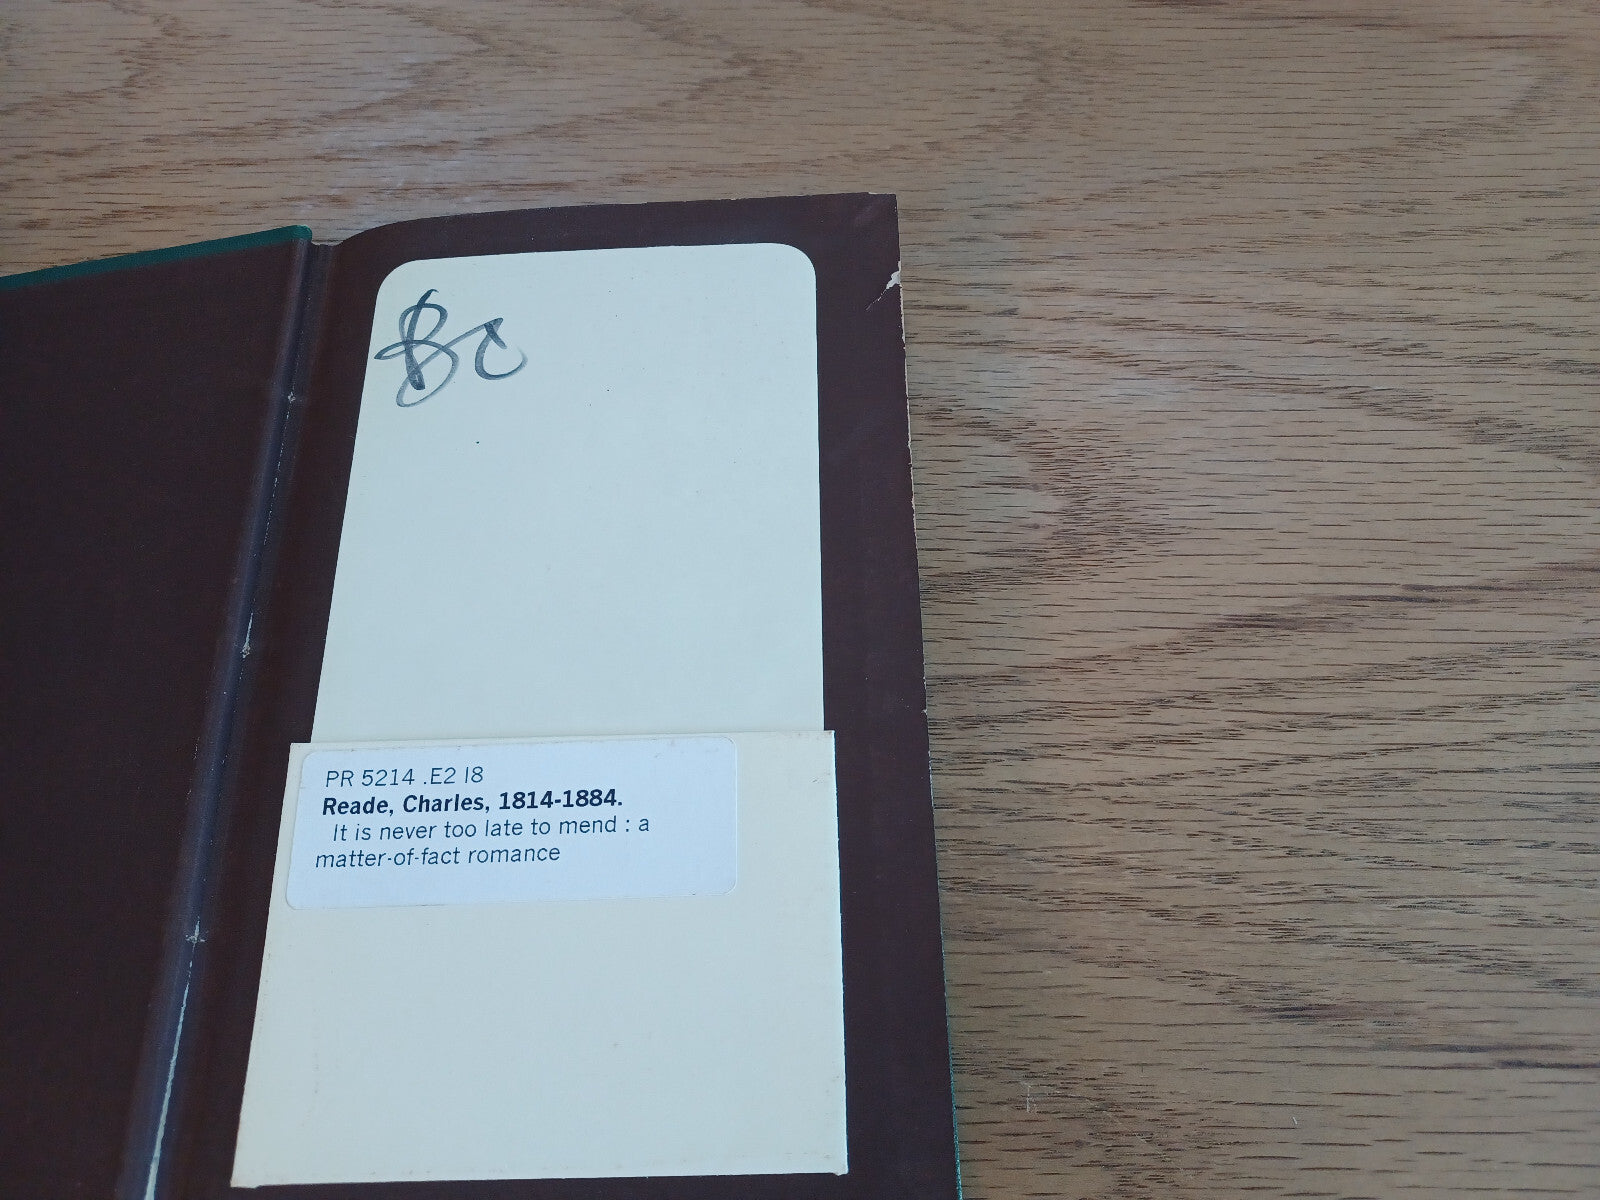 BC
PR 5214 .E2 I8
Reade, Charles, 1814-1884.
It is never too late to mend : a
matter-of-fact romance